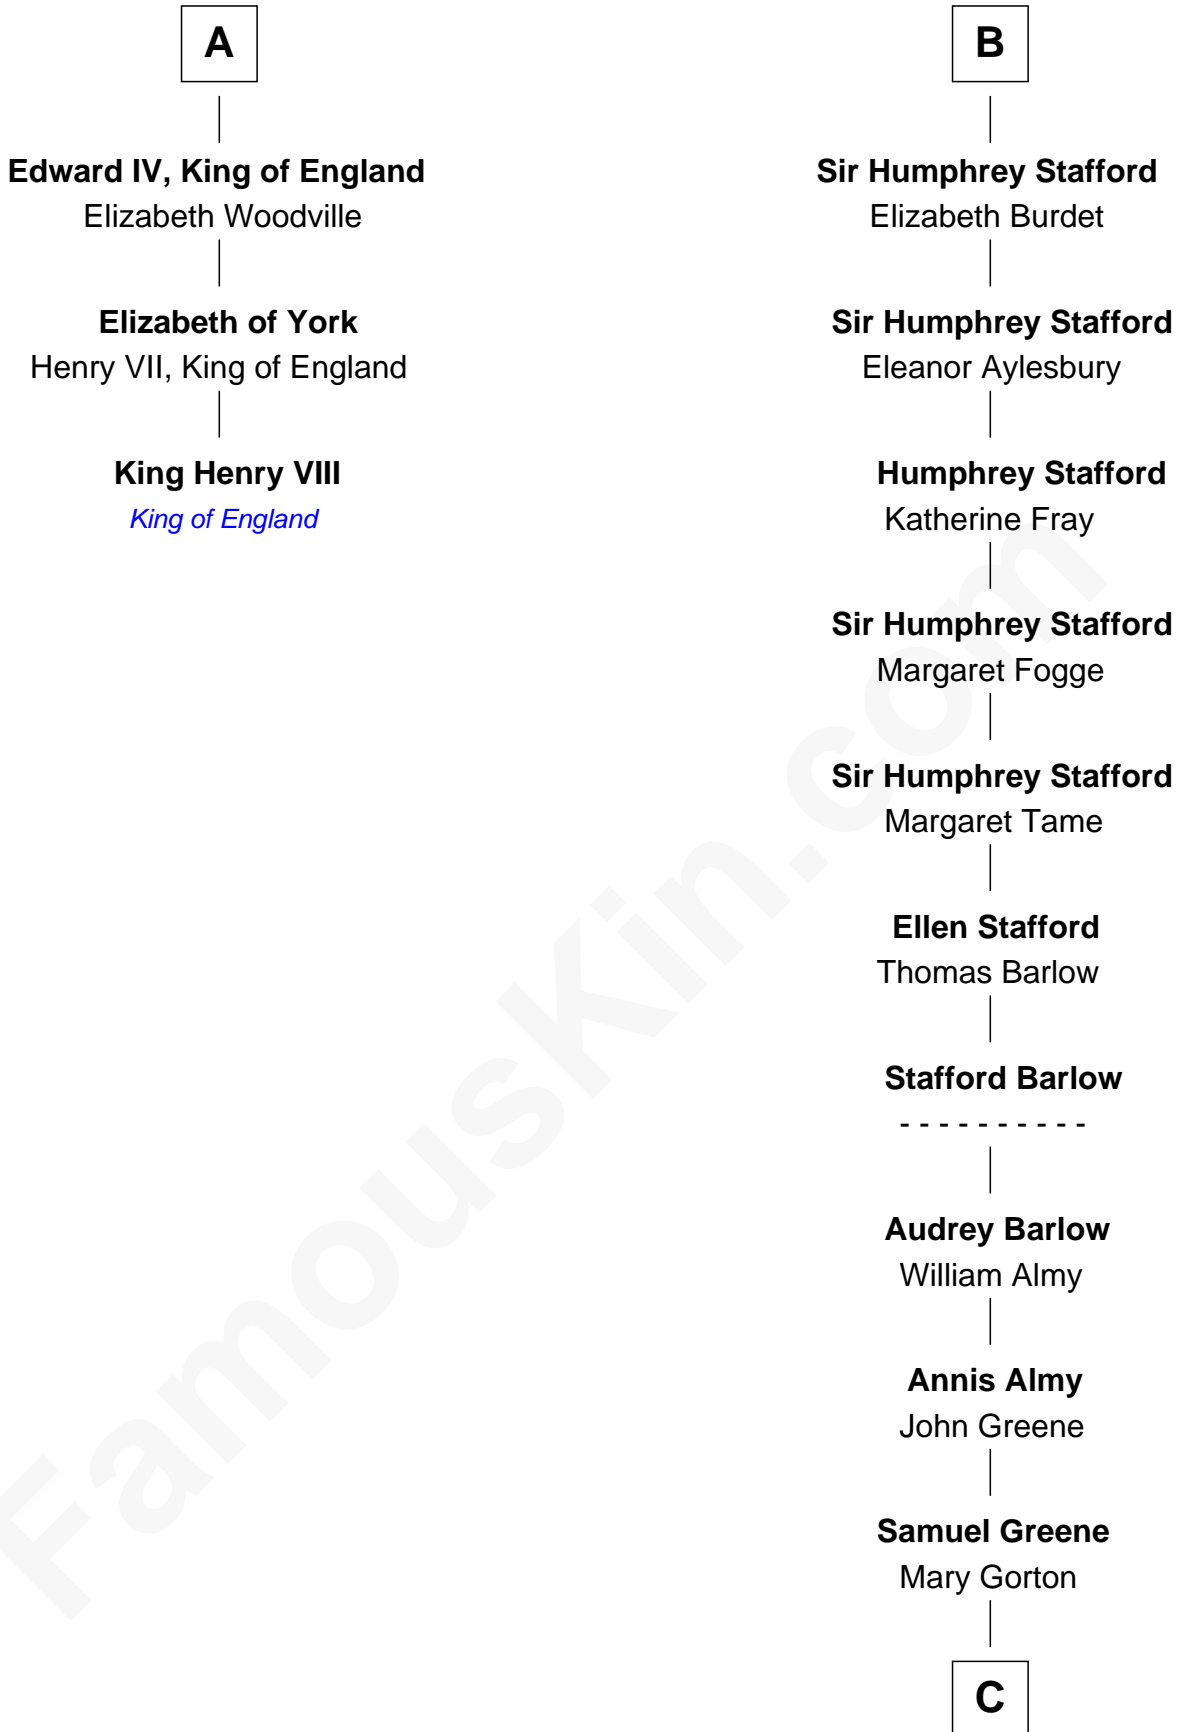 A
Edward IV, King of England
Elizabeth Woodville
Elizabeth of York
Henry VII, King of England
King Henry VIII
King of England
B
Sir Humphrey Stafford
Elizabeth Burdet
Sir Humphrey Stafford
Eleanor Aylesbury
Humphrey Stafford
Katherine Fray
Sir Humphrey Stafford
Margaret Fogge
Sir Humphrey Stafford
Margaret Tame
Ellen Stafford
Thomas Barlow
Stafford Barlow
- - - - - - - - - -
Audrey Barlow
William Almy
Annis Almy
John Greene
Samuel Greene
Mary Gorton
C
FamousKin.com